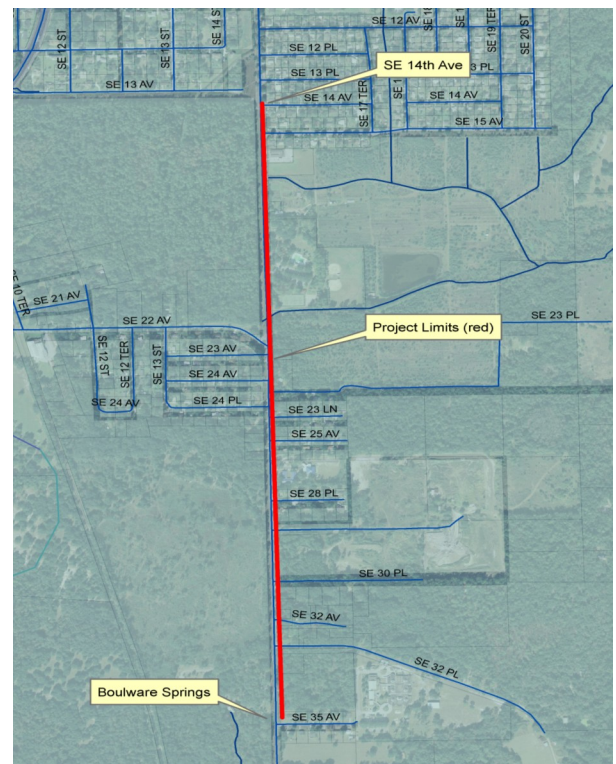 SE 12 AV
SE 14 ST
SE 12 ST
SE 13 ST
SE 19 TER
SE 20 ST
SE 12 PL
SE 13 PL
SE 14th Ave
SE 13 AV
SE 14 AV
SE 14 AV
SE 17 TER
SE 15 AV
SE 10 TER
SE 21 AV
SE 22 AV
Project Limits (red)
SE 23 PL
SE 12 ST
SE 12 TER
SE 13 ST
SE 23 AV
SE 24 AV
SE 24 AV
SE 24 PL
SE 23 LN
SE 25 AV
SE 28 PL
SE 30 PL
SE 32 AV
SE 32 PL
Boulware Springs
SE 35 AV